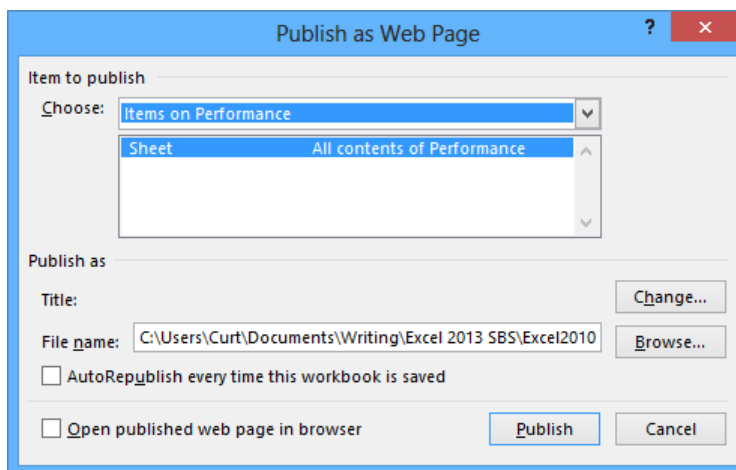 Publish as Web Page
?
Item to publish
Choose: Items on Performance
Sheet All contents of Performance
Publish as
Title: Change...
File name: C:\Users\Curt\Documents\Writing\Excel 2013 SBS\Excel2010 Browse...
AutoRepublish every time this workbook is saved
Open published web page in browser Publish Cancel